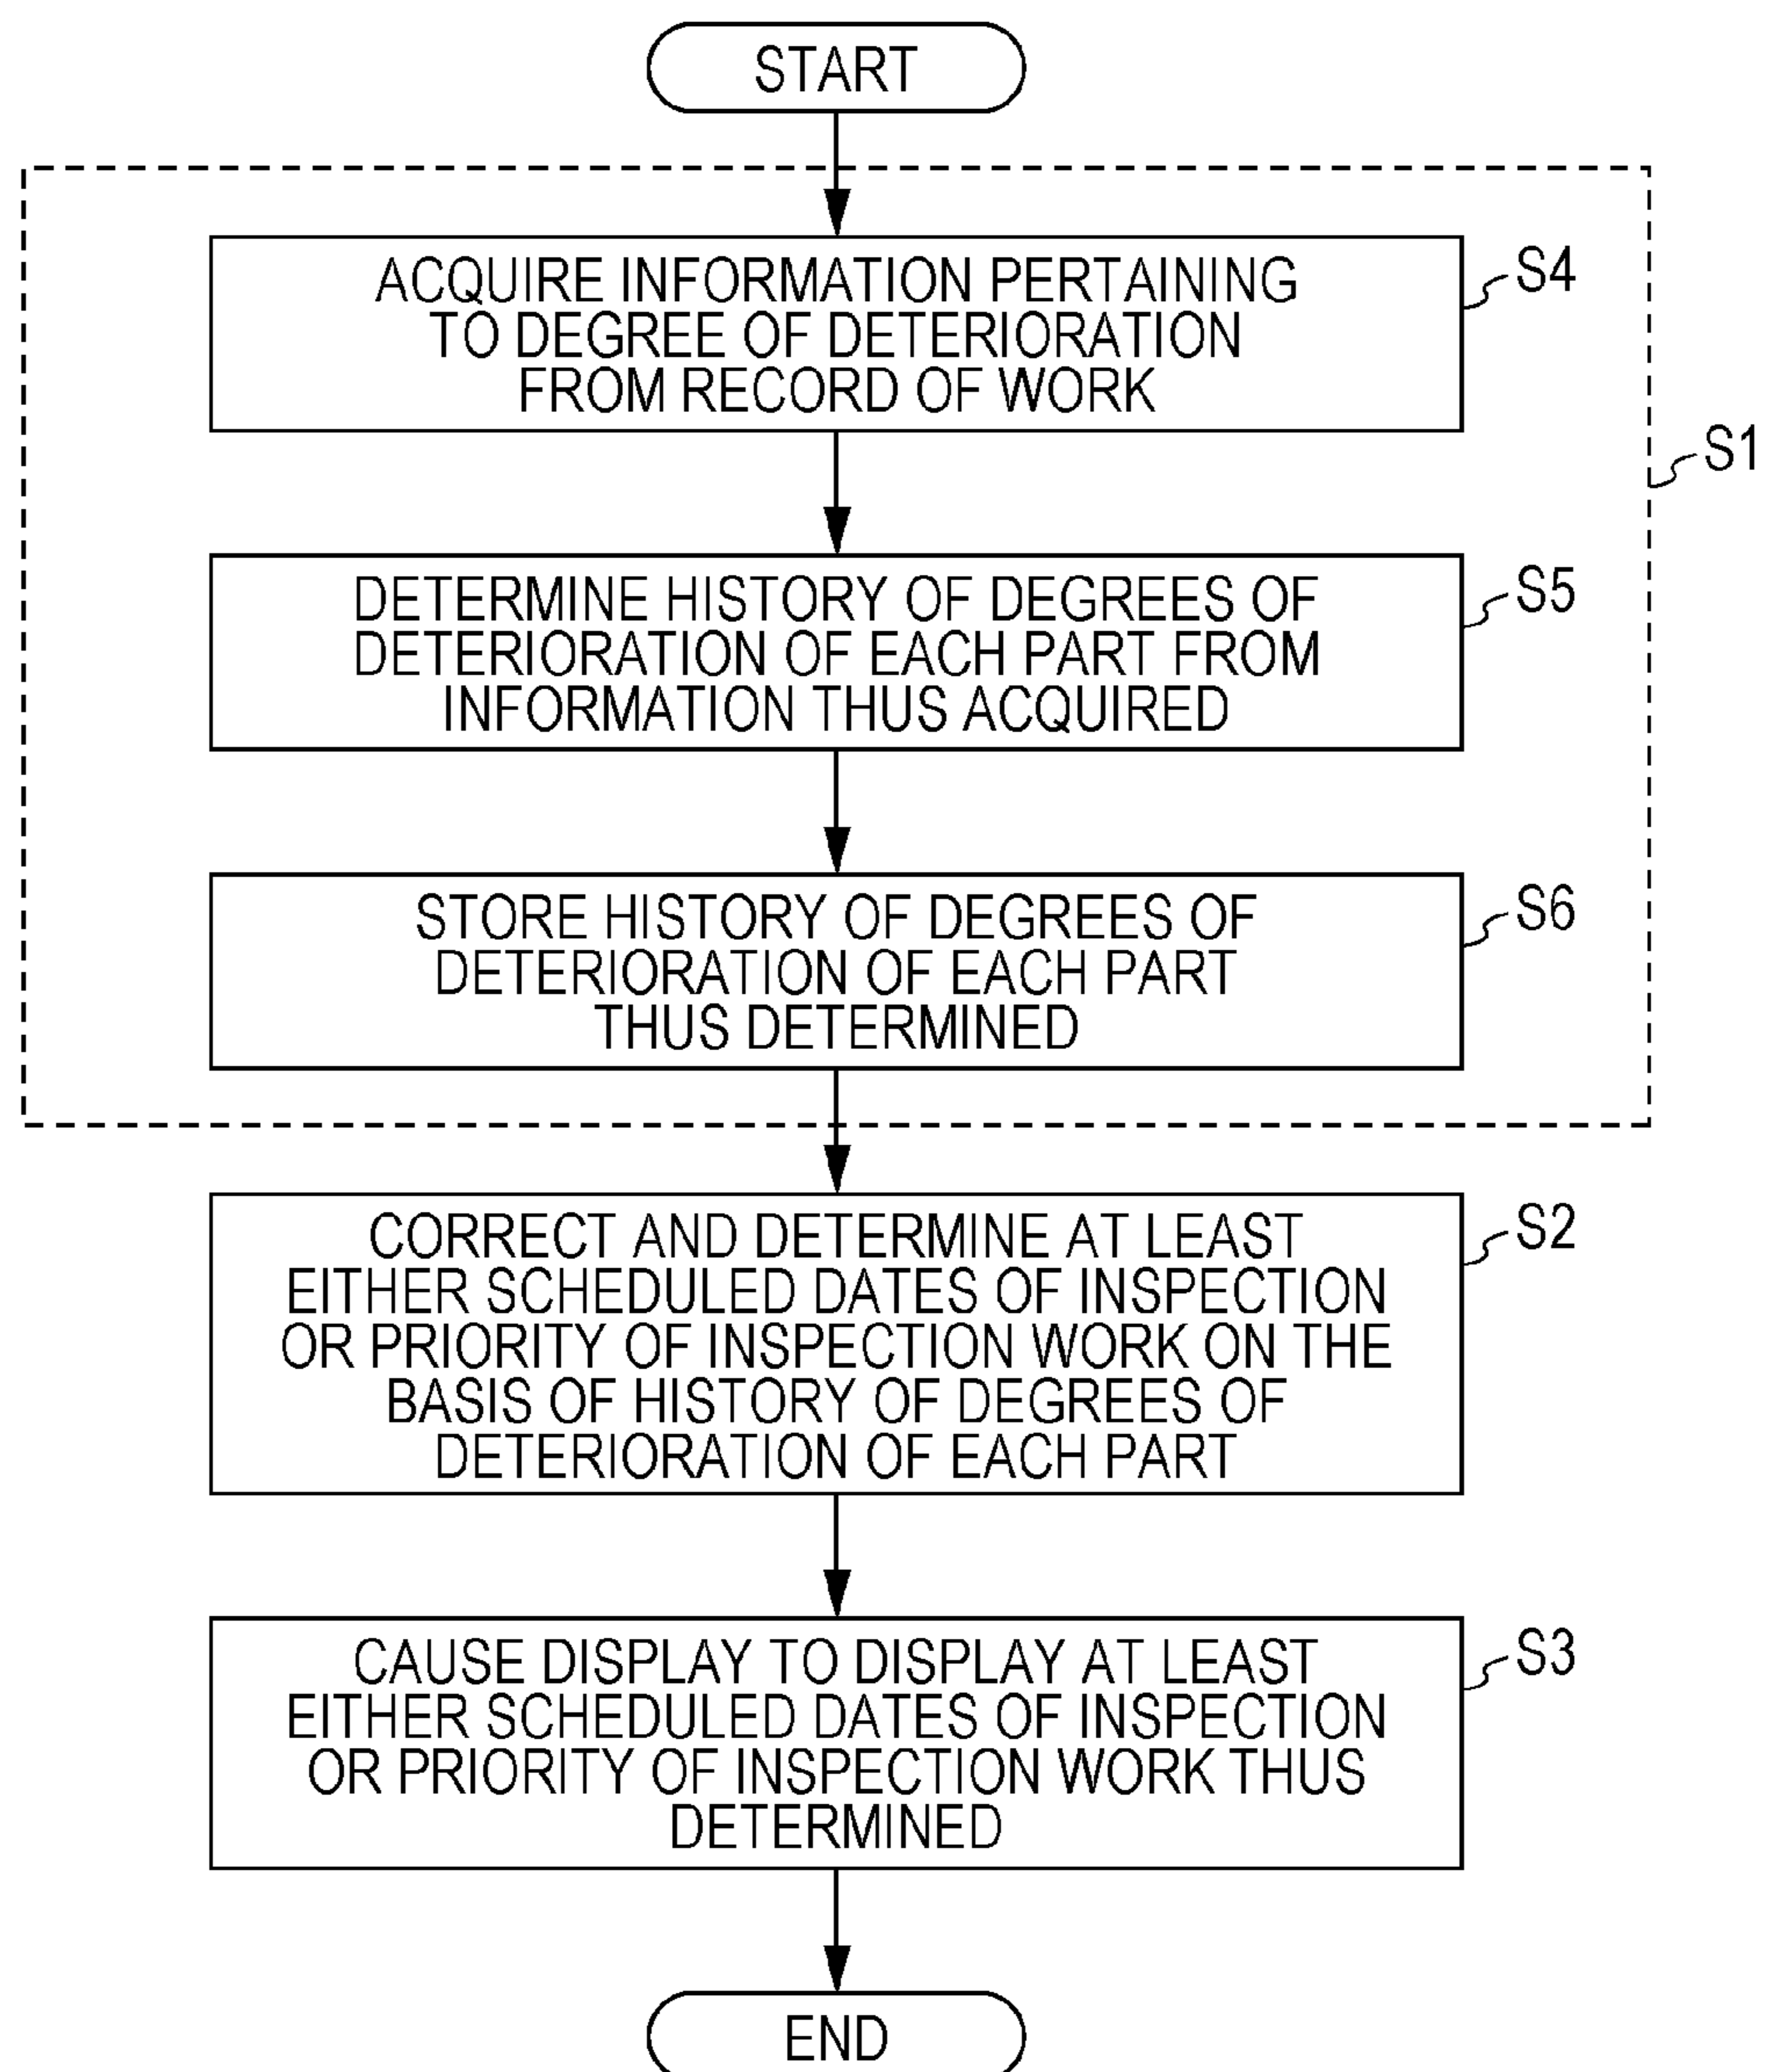 START
ACQUIRE INFORMATION PERTAINING
TO DEGREE OF DETERIORATION
FROM RECORD OF WORK
S4
S1
DETERMINE HISTORY OF DEGREES OF
DETERIORATION OF EACH PART FROM
INFORMATION THUS ACQUIRED
S5
STORE HISTORY OF DEGREES OF
DETERIORATION OF EACH PART
THUS DETERMINED
S6
CORRECT AND DETERMINE AT LEAST
EITHER SCHEDULED DATES OF INSPECTION
OR PRIORITY OF INSPECTION WORK ON THE
BASIS OF HISTORY OF DEGREES OF
DETERIORATION OF EACH PART
S2
CAUSE DISPLAY TO DISPLAY AT LEAST
EITHER SCHEDULED DATES OF INSPECTION
OR PRIORITY OF INSPECTION WORK THUS
DETERMINED
S3
END